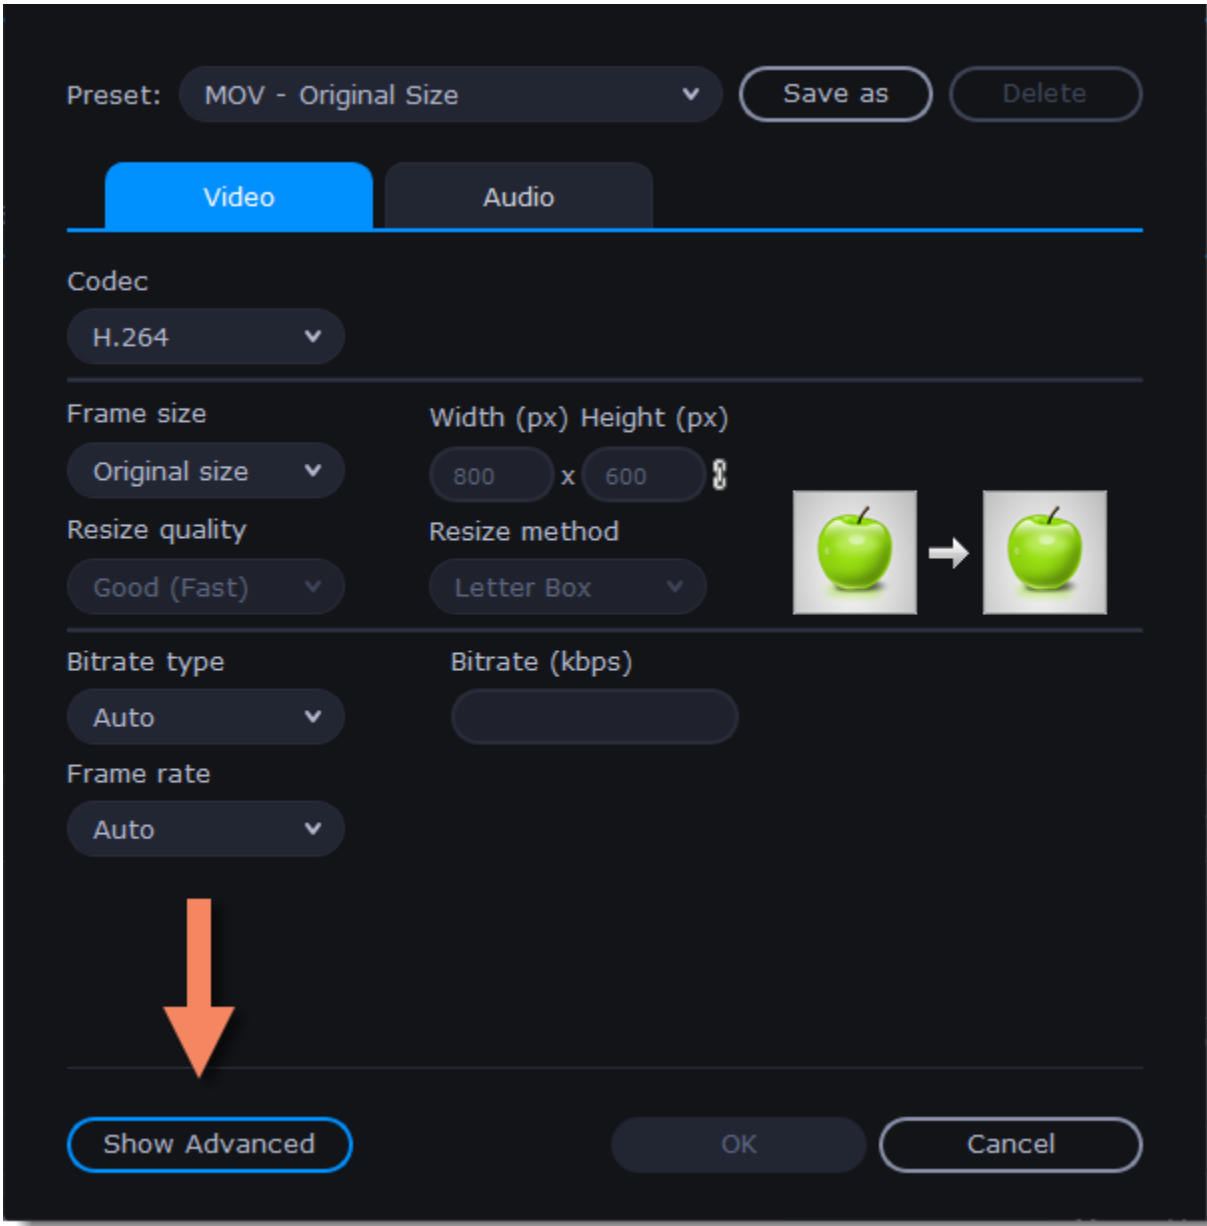 Preset: MOV - Original Size Save as Delete
Video Audio
Codec
H.264
Frame size Width (px) Height (px)
Original size 800 x 600
Resize quality Resize method
Good (Fast) Letter Box
Bitrate type Bitrate (kbps)
Auto
Frame rate
Auto
Show Advanced OK Cancel